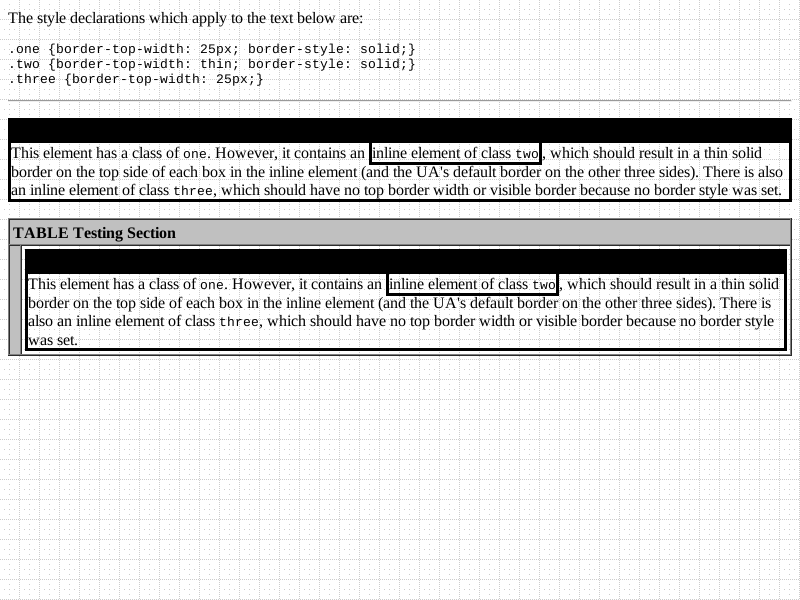 The style declarations which apply to the text below are:
.one {border-top-width: 25px; border-style: solid;}
.two {border-top-width: thin; border-style: solid;}
.three {border-top-width: 25px;}
This element has a class of one. However, it contains an inline element of class two, which should result in a thin solid
border on the top side of each box in the inline element (and the UA's default border on the other three sides). There is also
an inline element of class three, which should have no top border width or visible border because no border style was set.
TABLE Testing Section
This element has a class of one. However, it contains an inline element of class two, which should result in a thin solid
border on the top side of each box in the inline element (and the UA's default border on the other three sides). There is
also an inline element of class three, which should have no top border width or visible border because no border style
was set.